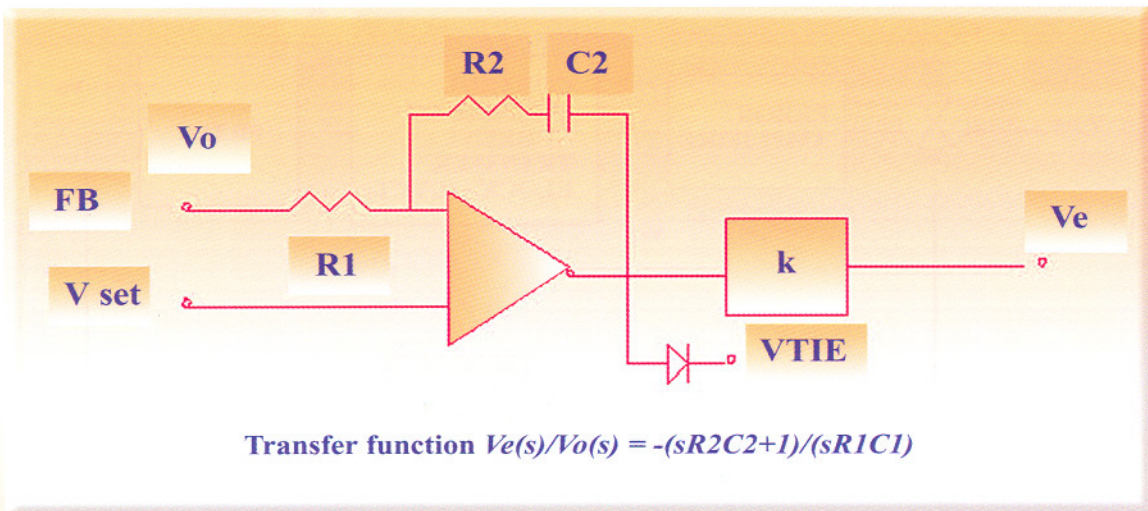 R2 C2
Vo
FB
R1
V set
k
Ve
VTIE
Transfer function Ve(s)/Vo(s) = -(sR2C2+1)/(sR1C1)